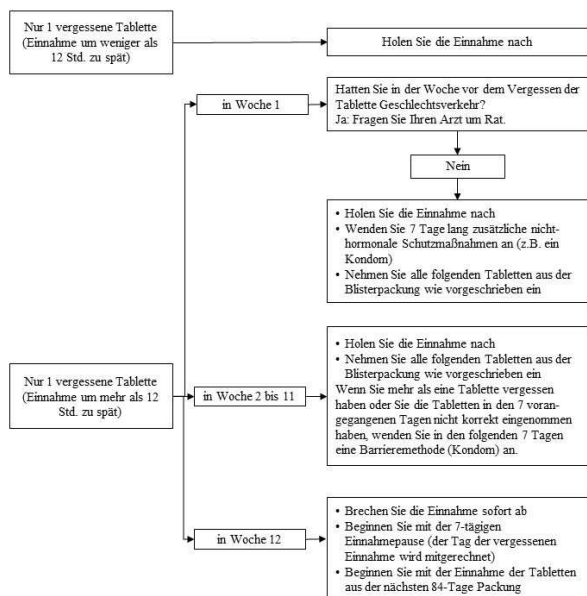 Nur 1 vergessene Tablette
(Einnahme um weniger als
12 Std. zu spät)
Holen Sie die Einnahme nach
in Woche 1
Hatten Sie in der Woche vor dem Vergessen der
Tablette Geschlechtsverkehr?
Ja: Fragen Sie Ihren Arzt um Rat.
Nein
• Holen Sie die Einnahme nach
• Wenden Sie 7 Tage lang zusätzliche nicht-
hormonale Schutzmaßnahmen an (z.B. ein
Kondom)
• Nehmen Sie alle folgenden Tabletten aus der
Blisterpackung wie vorgeschrieben ein
Nur 1 vergessene Tablette
(Einnahme um mehr als 12
Std. zu spät)
in Woche 2 bis 11
• Holen Sie die Einnahme nach
• Nehmen Sie alle folgenden Tabletten aus der
Blisterpackung wie vorgeschrieben ein
Wenn Sie mehr als eine Tablette vergessen
haben oder Sie die Tabletten in den 7 voran-
gegangenen Tagen nicht korrekt eingenommen
haben, wenden Sie in den folgenden 7 Tagen
eine Barrieremethode (Kondom) an.
in Woche 12
• Brechen Sie die Einnahme sofort ab
• Beginnen Sie mit der 7-tägigen
Einnahmepause (der Tag der vergessenen
Einnahme wird mitgerechnet)
• Beginnen Sie mit der Einnahme der Tabletten
aus der nächsten 84-Tage Packung